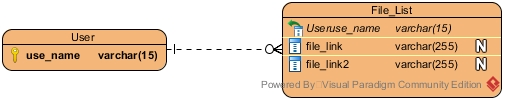 User
use_name varchar(15)
File_List
Useruse_name varchar(15)
file_link varchar(255) N
file_link2 varchar(255) N
Powered By Visual Paradigm Community Edition